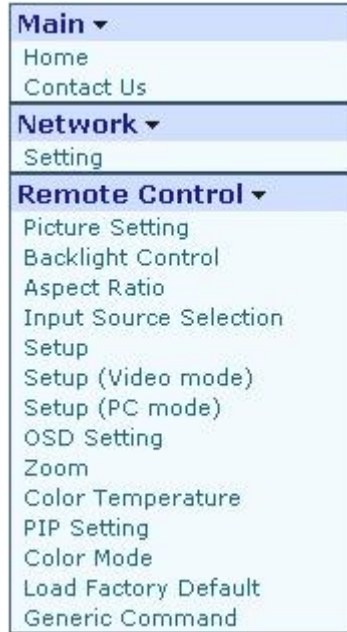 Main
Home
Contact Us
Network
Setting
Remote Control
Picture Setting
Backlight Control
Aspect Ratio
Input Source Selection
Setup
Setup (Video mode)
Setup (PC mode)
OSD Setting
Zoom
Color Temperature
PIP Setting
Color Mode
Load Factory Default
Generic Command